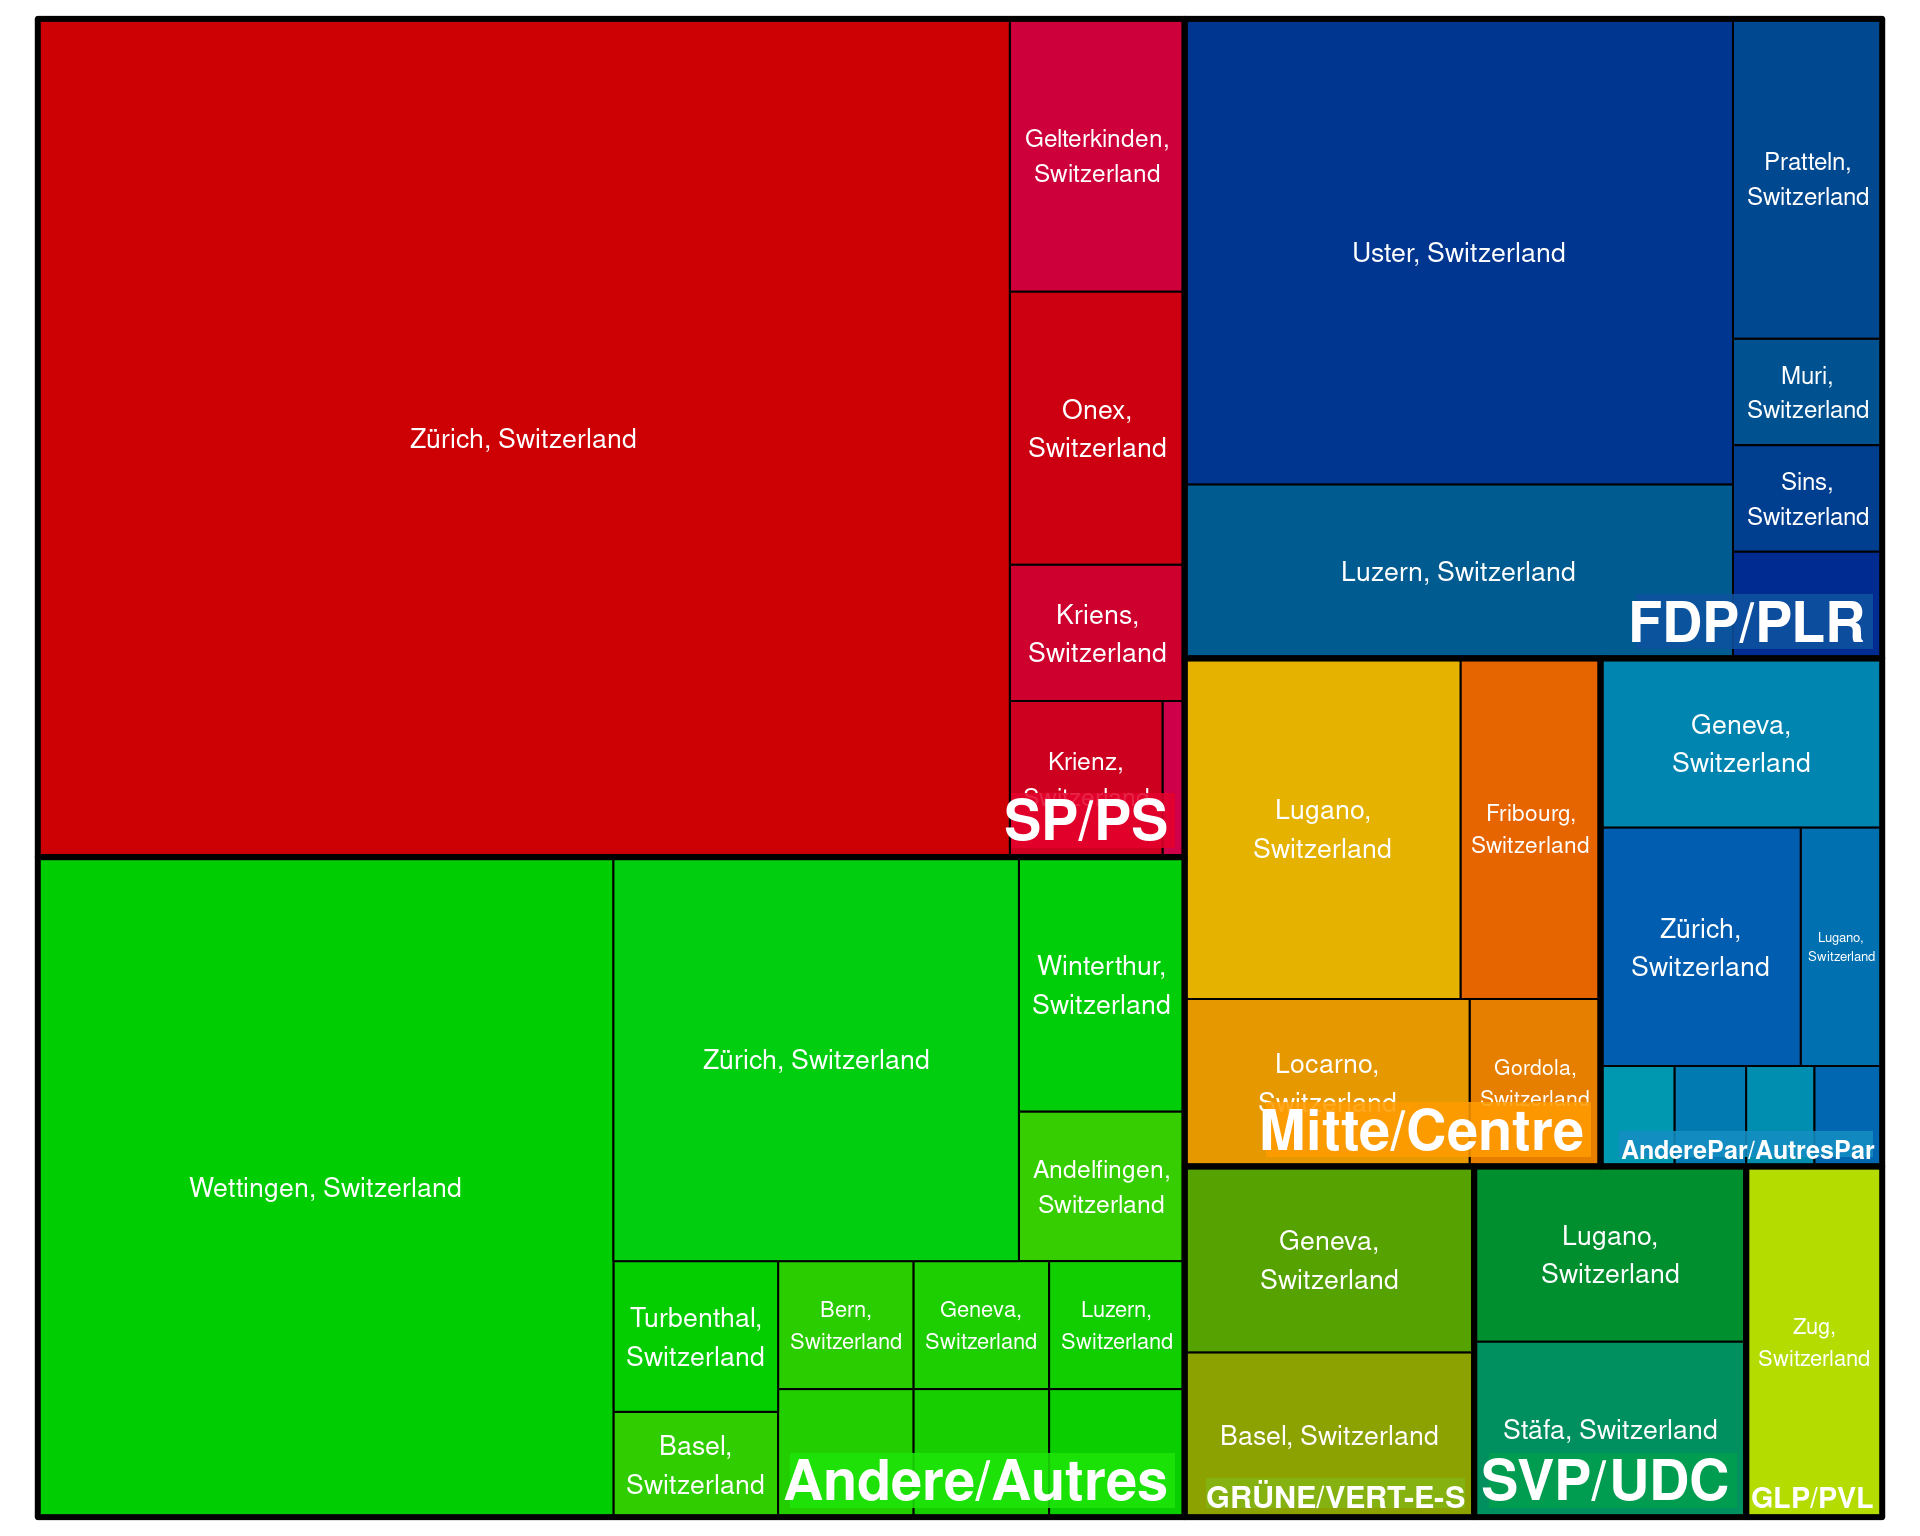 Zürich, Switzerland
Gelterkinden,
Switzerland
Onex,
Switzerland
Kriens,
Switzerland
Krienz,
Switzerland
SP/PS
Uster, Switzerland
Luzern, Switzerland
Pratteln,
Switzerland
Muri,
Switzerland
Sins,
Switzerland
FDP/PLR
Wettingen, Switzerland
Zürich, Switzerland
Winterthur,
Switzerland
Andelfingen,
Switzerland
Turbenthal,
Switzerland
Basel,
Switzerland
Bern,
Switzerland
Geneva,
Switzerland
Luzern,
Switzerland
Andere/Autres
Lugano,
Switzerland
Fribourg,
Switzerland
Locarno,
Switzerland
Gordola,
Switzerland
Mitte/Centre
Geneva,
Switzerland
Zürich,
Switzerland
Lugano,
Switzerland
AnderePar/AutresPar
Geneva,
Switzerland
Basel, Switzerland
GRÜNE/VERT-E-S
Lugano,
Switzerland
Stäfa, Switzerland
SVP/UDC
Zug,
Switzerland
GLP/PVL